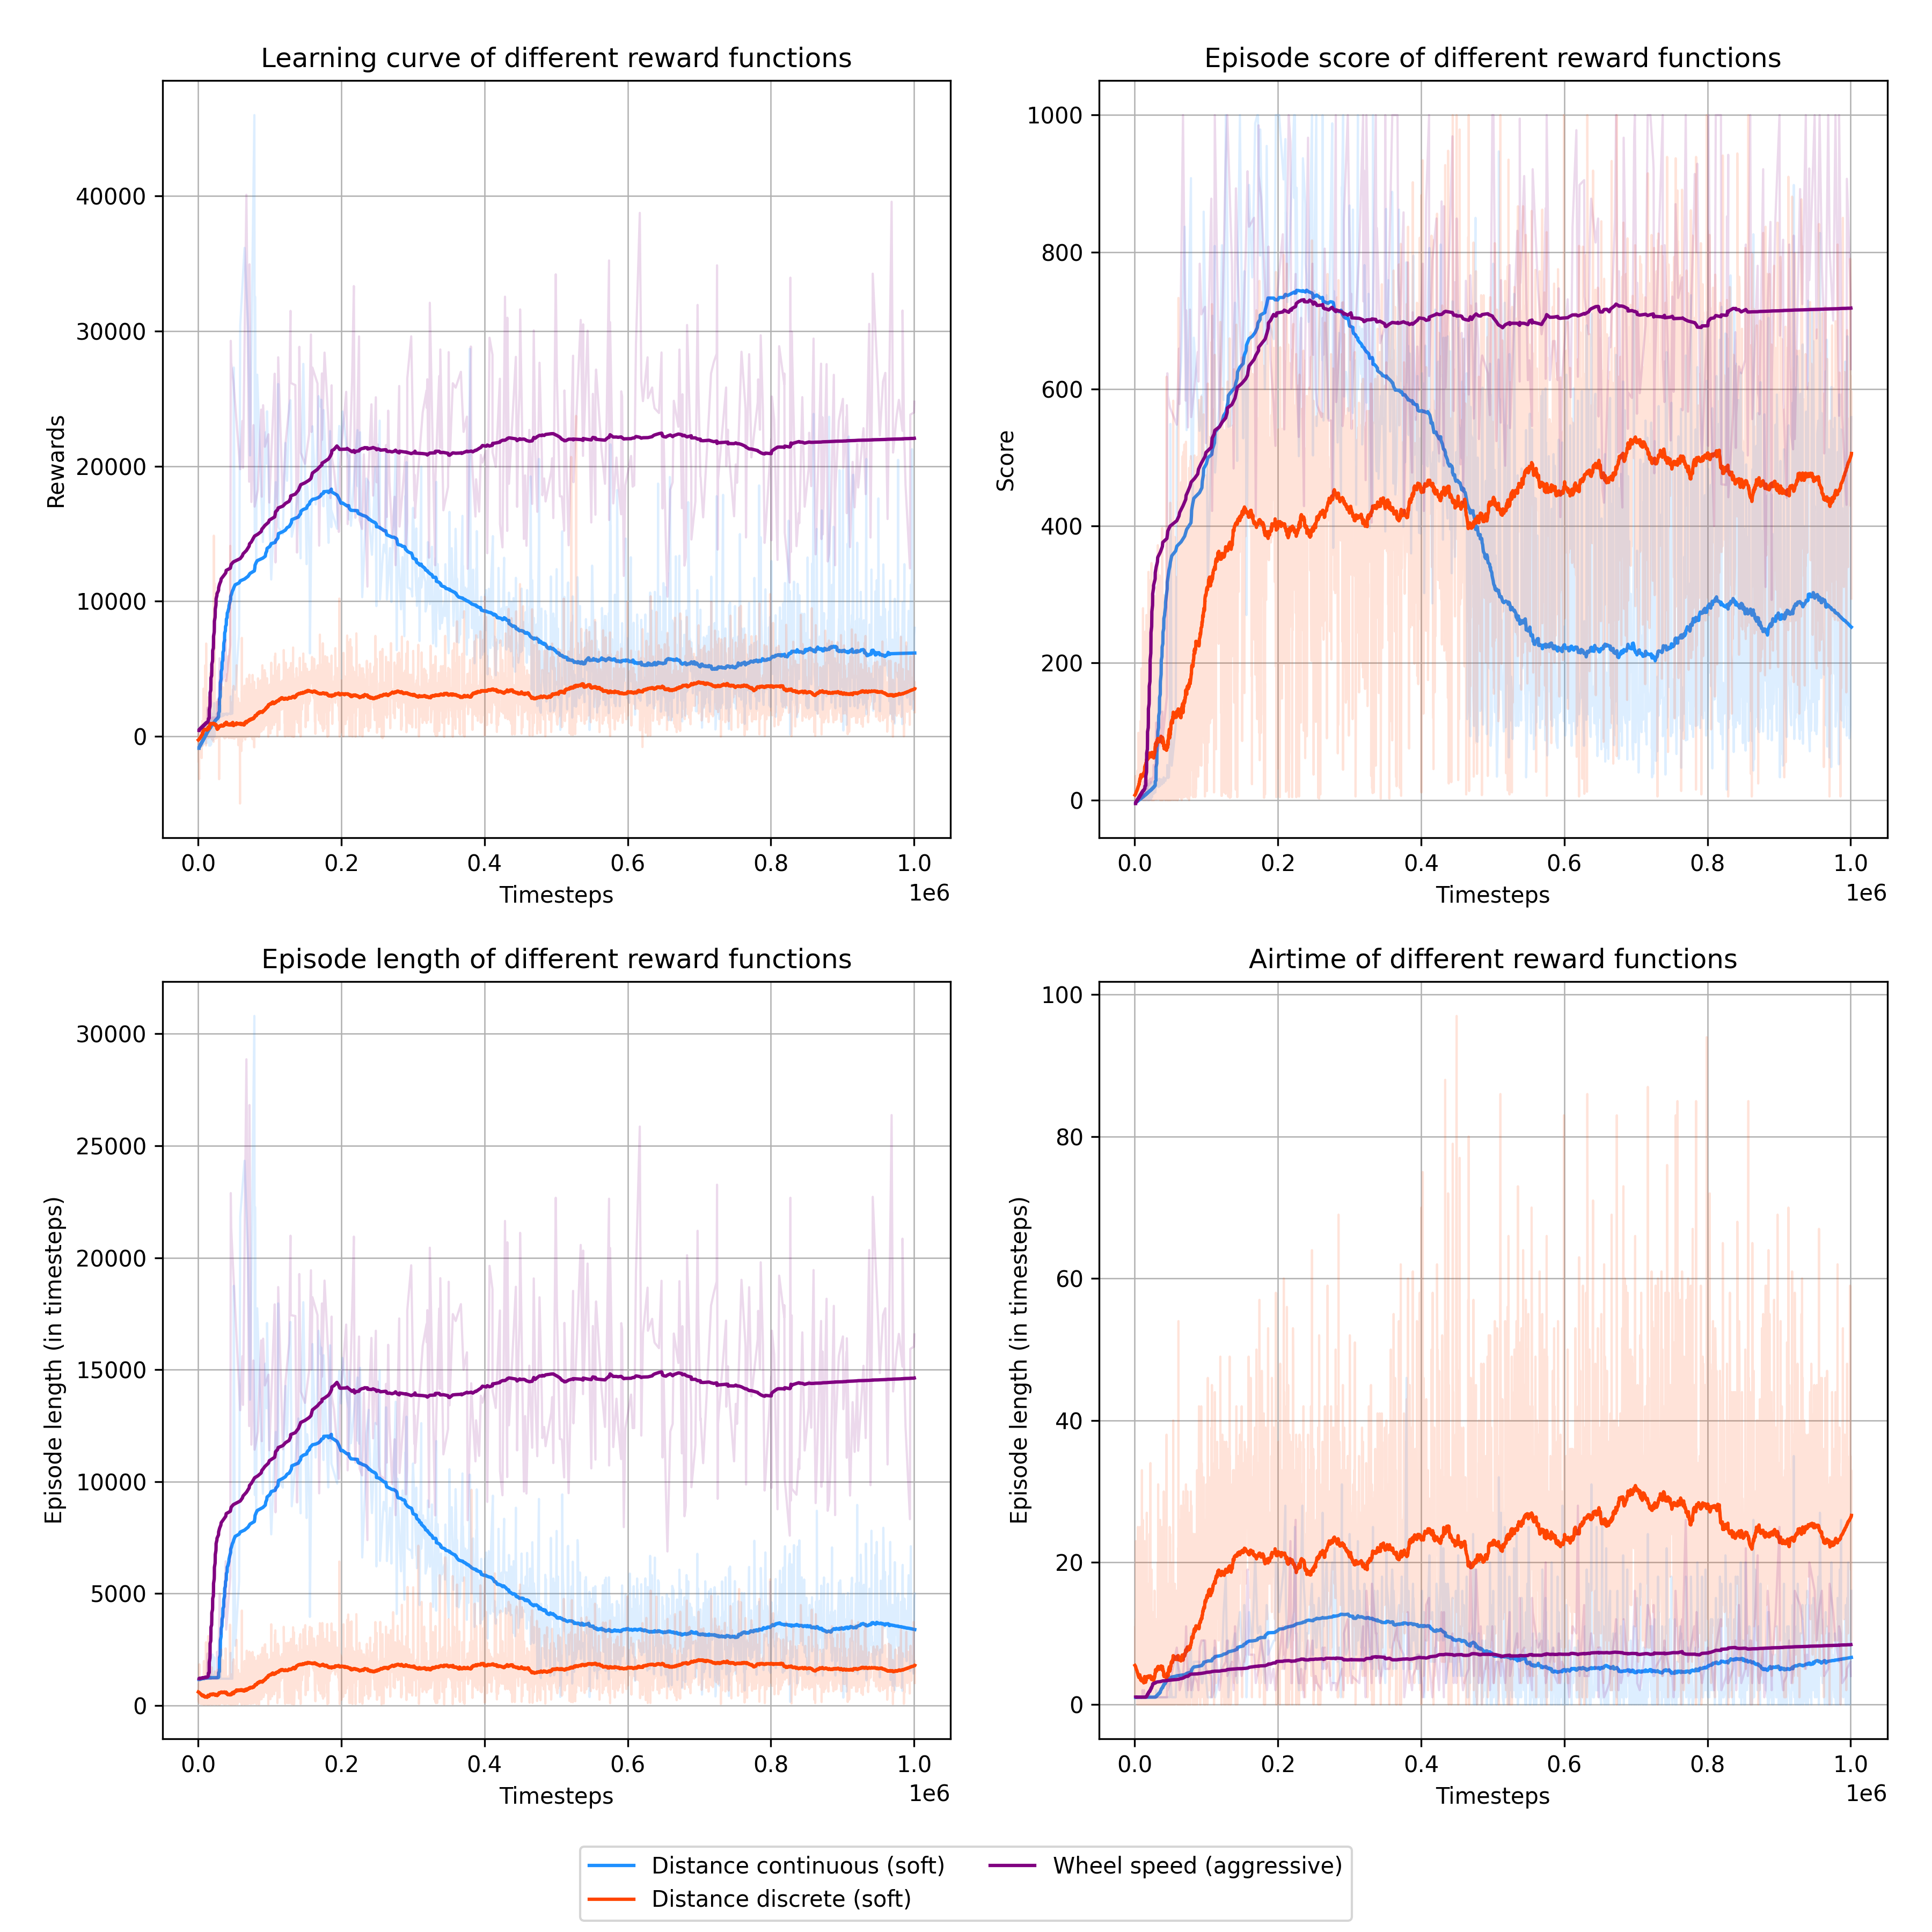 Learning curve of different reward functions
40000
30000
20000
10000
0
Rewards
0.0 0.2 0.4 0.6 0.8 1.0
1e6
Timesteps
Episode score of different reward functions
1000
800
600
400
200
0
Score
0.0 0.2 0.4 0.6 0.8 1.0
1e6
Timesteps
Episode length of different reward functions
30000
25000
20000
15000
10000
5000
0
Episode length (in timesteps)
0.0 0.2 0.4 0.6 0.8 1.0
1e6
Timesteps
Airtime of different reward functions
100
80
60
40
20
0
Episode length (in timesteps)
0.0 0.2 0.4 0.6 0.8 1.0
1e6
Timesteps
Distance continuous (soft)
Distance discrete (soft)
Wheel speed (aggressive)